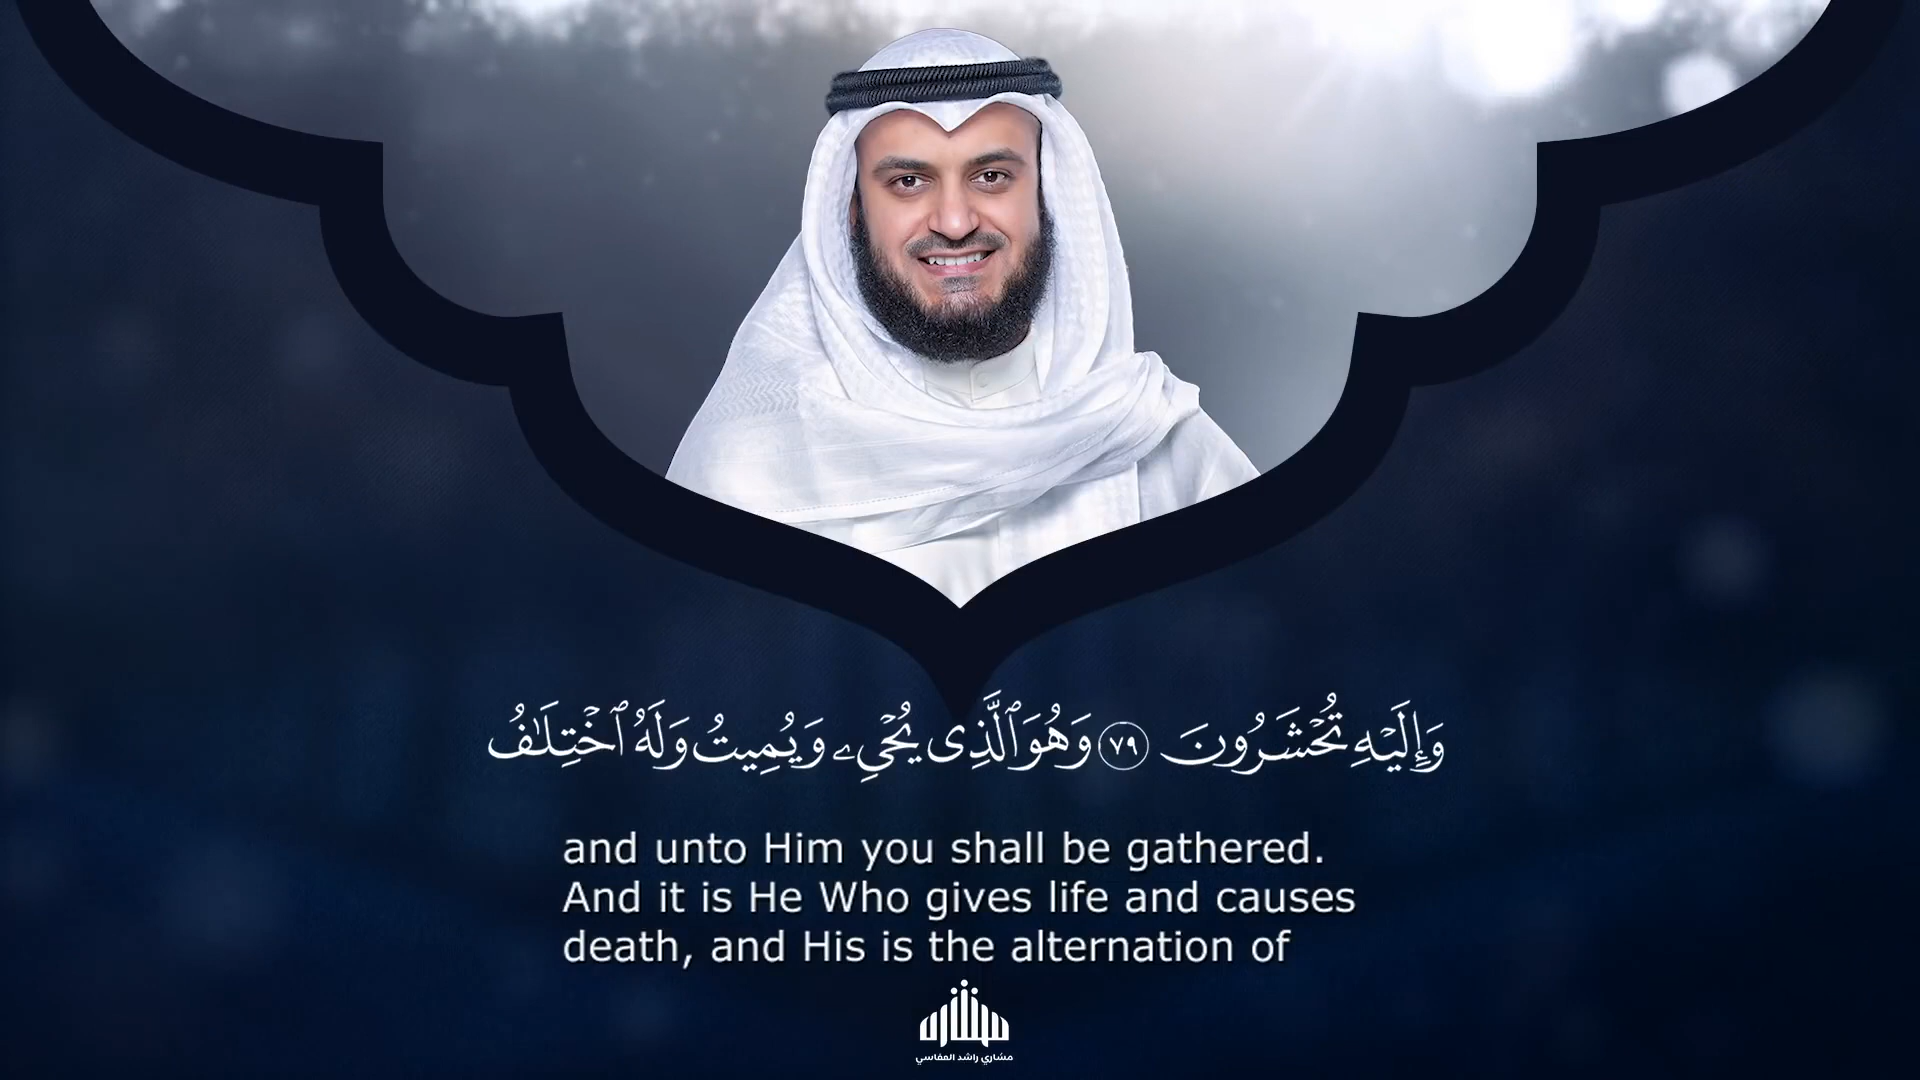 وَإِلَيْهِ تُحْشَرُونَ ٧٩ وَهُوَ ٱلَّذِى يُحْىِۦ وَيُمِيتُ وَلَهُ ٱخْتِلَٰفُ
and unto Him you shall be gathered.
And it is He Who gives life and causes
death, and His is the alternation of
مشاري
مشاري راشد العفاسي